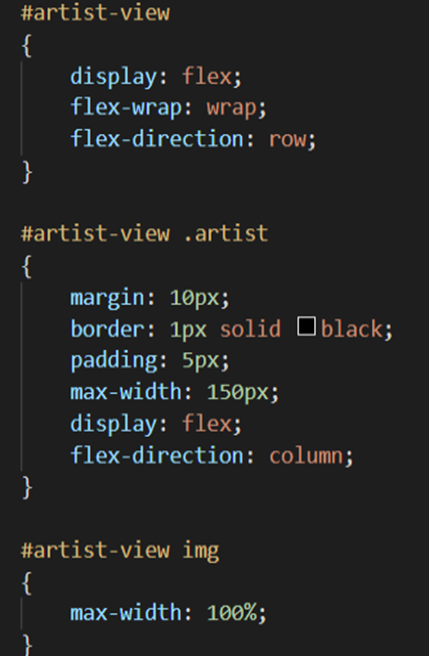 #artist-view
{
display: flex;
flex-wrap: wrap;
flex-direction: row;
}
#artist-view .artist
{
margin: 10px;
border: 1px solid black;
padding: 5px;
max-width: 150px;
display: flex;
flex-direction: column;
}
#artist-view img
{
max-width: 100%;
}